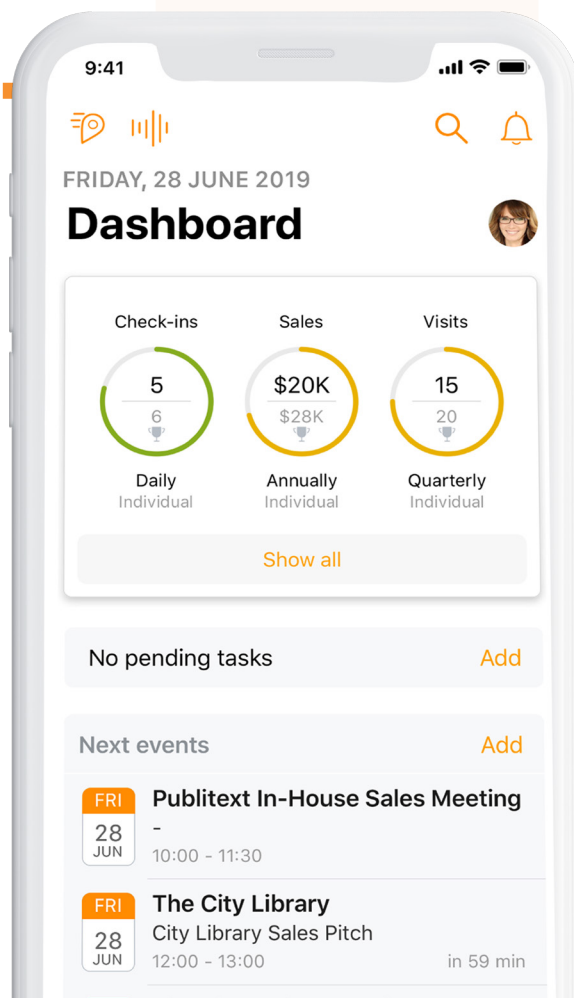 9:41
FRIDAY, 28 JUNE 2019
Dashboard
Check-ins Sales Visits
5 $20K 15
6 $28K 20
Daily Annually Quarterly
Individual Individual Individual
Show all
No pending tasks Add
Next events Add
FRI Publitext In-House Sales Meeting
28 -
JUN 10:00 - 11:30
FRI The City Library
28 City Library Sales Pitch
JUN 12:00 - 13:00 in 59 min